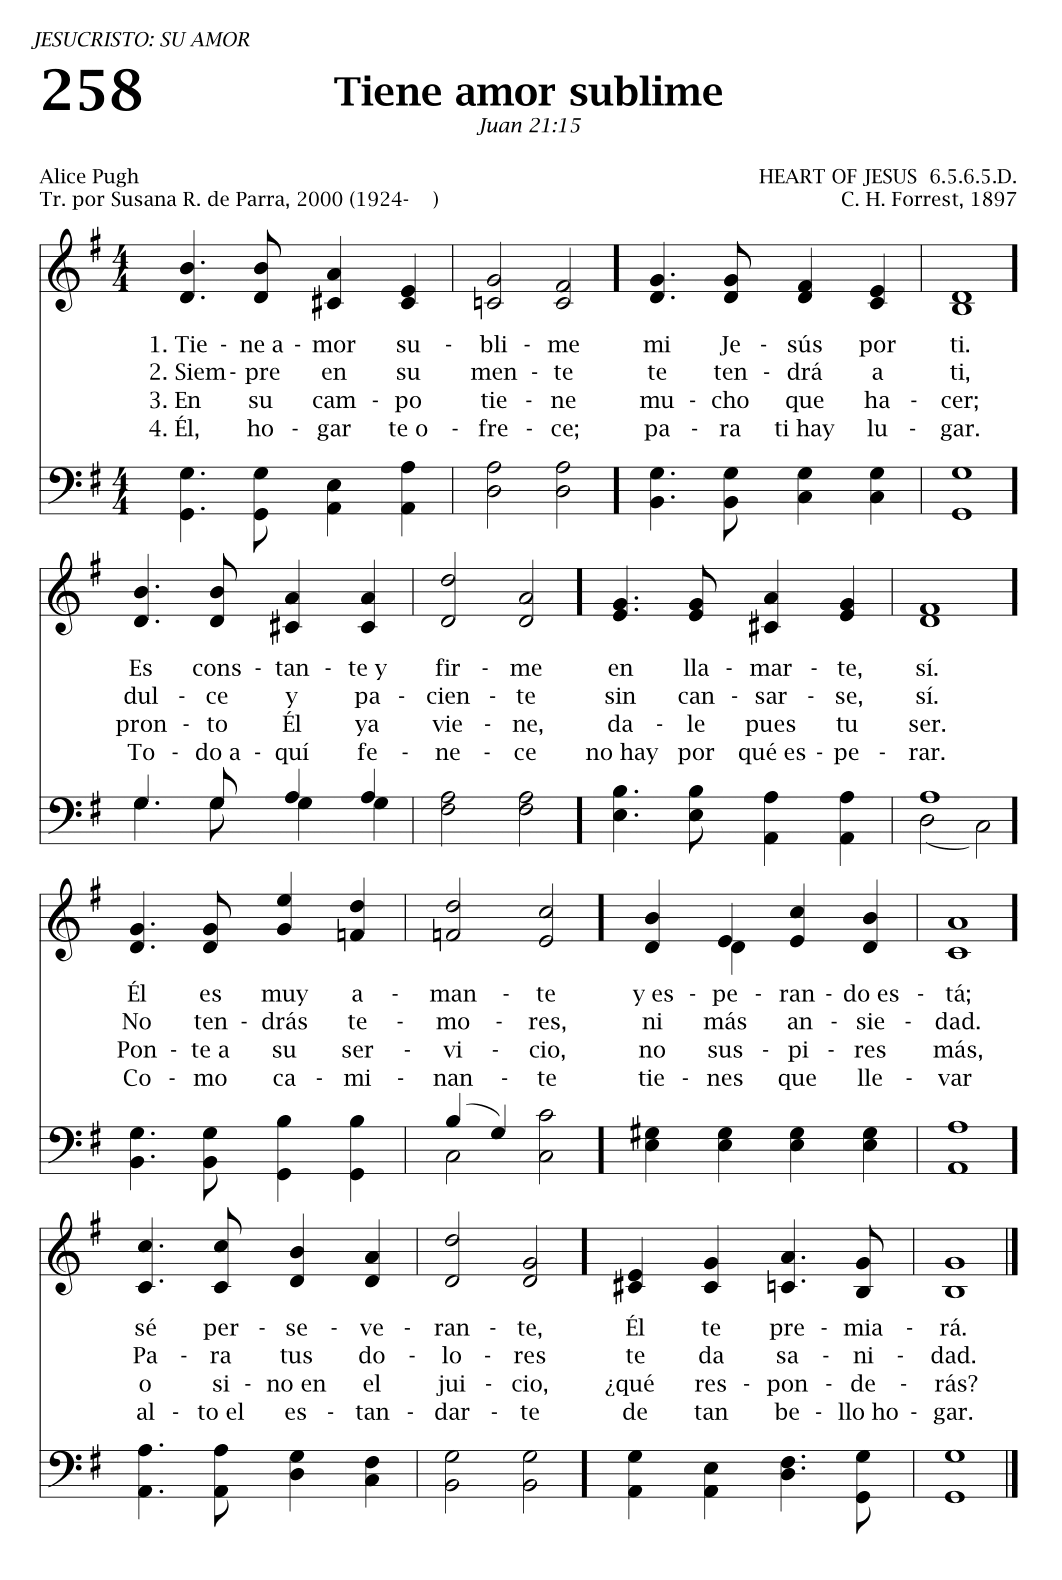 JESUCRISTO: SU AMOR
258
Tiene amor sublime
Juan 21:15
Alice Pugh
HEART OF JESUS 6.5.6.5.D.
Tr. por Susana R. de Parra, 2000 (1924- )
C. H. Forrest, 1897
1. Tie - ne a - mor su - bli - me mi Je - sús por ti.
2. Siem - pre en su men - te te ten - drá a ti,
3. En su cam - po tie - ne mu - cho que ha - cer;
4. Él, ho - gar te o - fre - ce; pa - ra ti hay lu - gar.
Es cons - tan - te y fir - me en lla - mar - te, sí.
dul - ce y pa - cien - te sin can - sar - se, sí.
pron - to Él ya vie - ne, da - le pues tu ser.
To - do a - quí fe - ne - ce no hay por qué es - pe - rar.
Él es muy a - man - te y es - pe - ran - do es - tá;
No ten - drás te - mo - res, ni más an - sie - dad.
Pon - te a su ser - vi - cio, no sus - pi - res más,
Co - mo ca - mi - nan - te tie - nes que lle - var
sé per - se - ve - ran - te, Él te pre - mia - rá.
Pa - ra tus do - lo - res te da sa - ni - dad.
o si - no en el jui - cio, ¿qué res - pon - de - rás?
al - to el es - tan - dar - te de tan be - llo ho - gar.